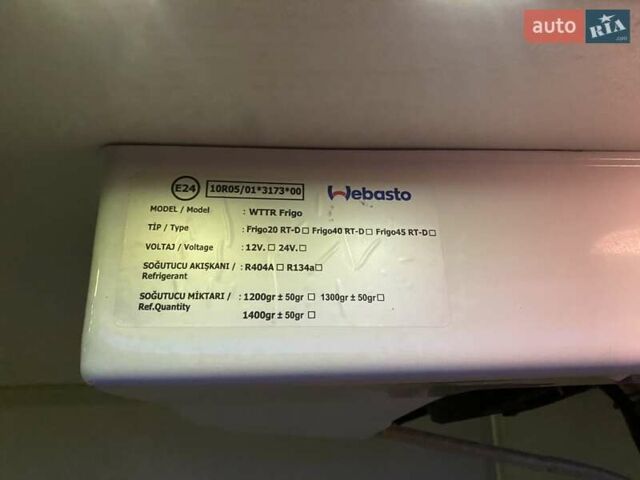 auto RIA.com
E24 10R05/01*3173*00 Webasto
MODEL / Model : WTTR Frigo
TİP / Type : Frigo20 RT-D☐ Frigo40 RT-D☐ Frigo45 RT-D☐
VOLTAJ / Voltage : 12V.☐ 24V.☐
SOĞUTUCU AKIŞKANI / : R404A☐ R134a☐
Refrigerant
SOĞUTUCU MİKTARI / : 1200gr ± 50gr☐ 1300gr ± 50gr☐
Ref.Quantity
1400gr ± 50gr☐